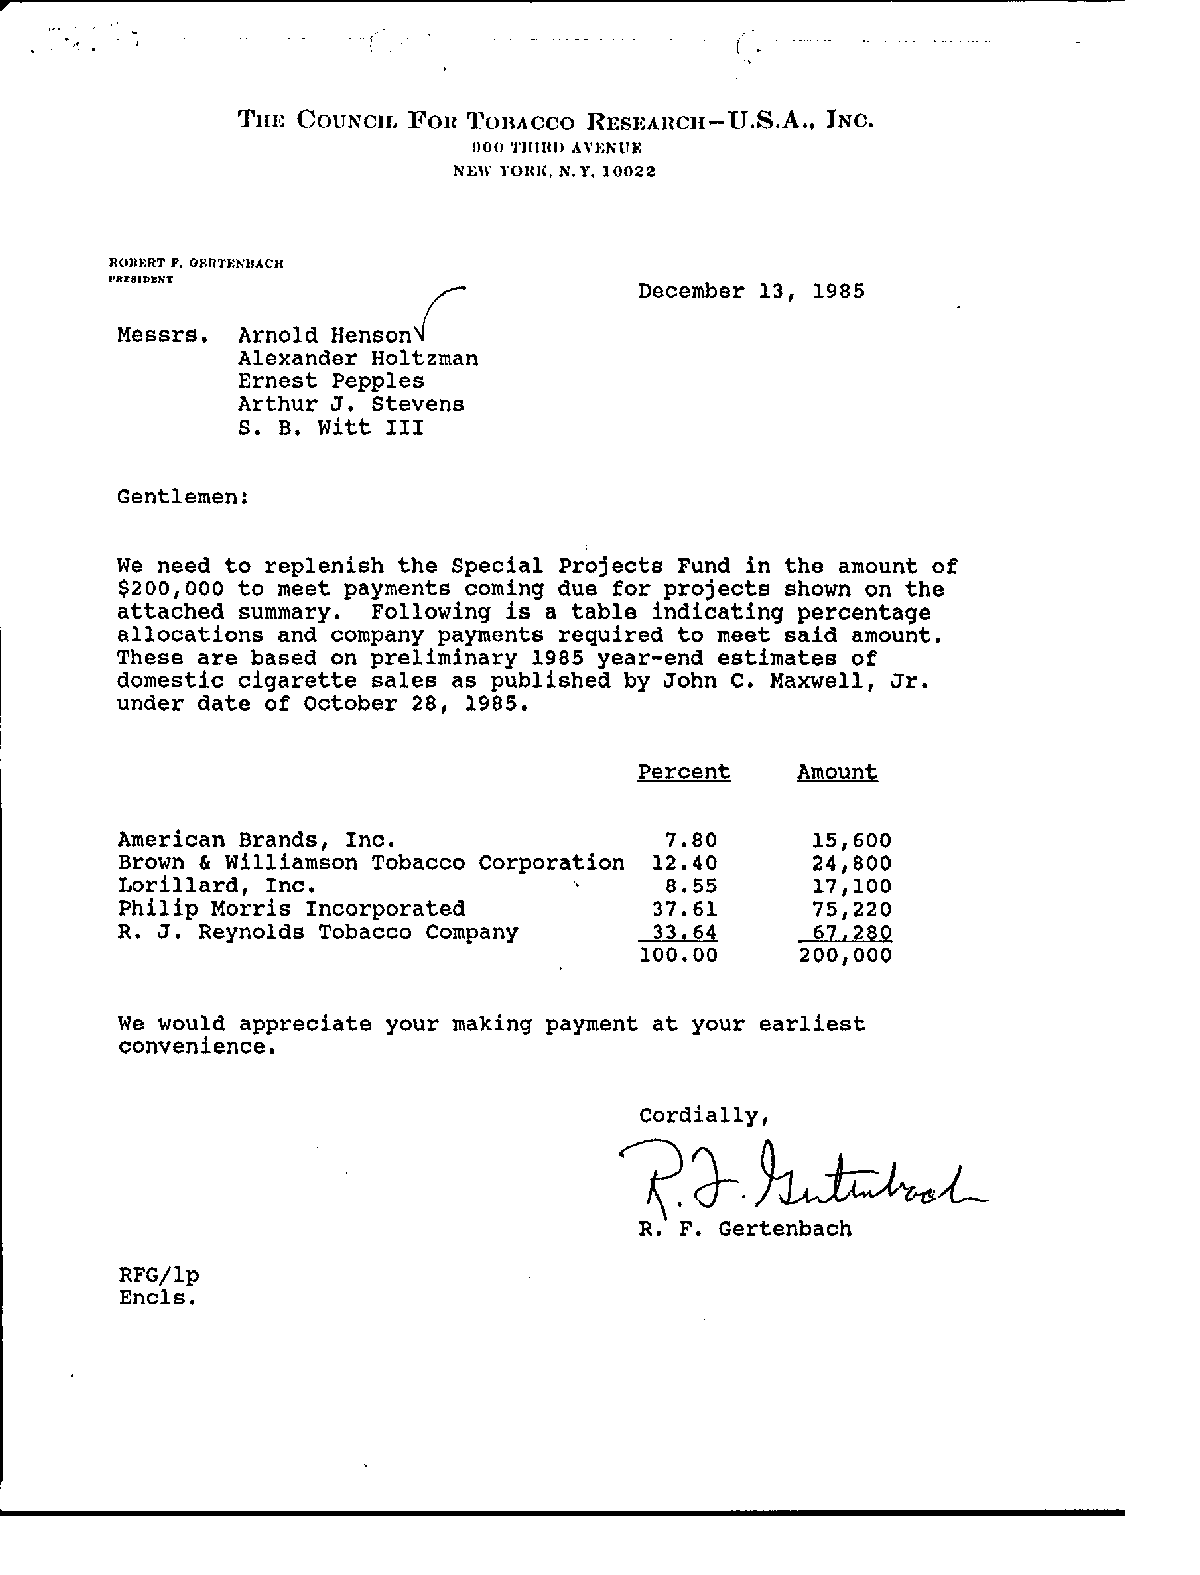 THE COUNCIL FOR TOBACCO RESEARCH—U.S.A., INC.
900 THIRD AVENUE
NEW YORK, N.Y. 10022
ROBERT F. GERTENBACH
PRESIDENT
December 13, 1985
Messrs. Arnold Henson
Alexander Holtzman
Ernest Pepples
Arthur J. Stevens
S. B. Witt III
Gentlemen:
We need to replenish the Special Projects Fund in the amount of
$200,000 to meet payments coming due for projects shown on the
attached summary. Following is a table indicating percentage
allocations and company payments required to meet said amount.
These are based on preliminary 1985 year-end estimates of
domestic cigarette sales as published by John C. Maxwell, Jr.
under date of October 28, 1985.
Percent Amount
American Brands, Inc. 7.80 15,600
Brown & Williamson Tobacco Corporation 12.40 24,800
Lorillard, Inc. 8.55 17,100
Philip Morris Incorporated 37.61 75,220
R. J. Reynolds Tobacco Company 33.64 67,280
100.00 200,000
We would appreciate your making payment at your earliest
convenience.
Cordially,
R. F. Gertenbach
R. F. Gertenbach
RFG/lp
Encls.